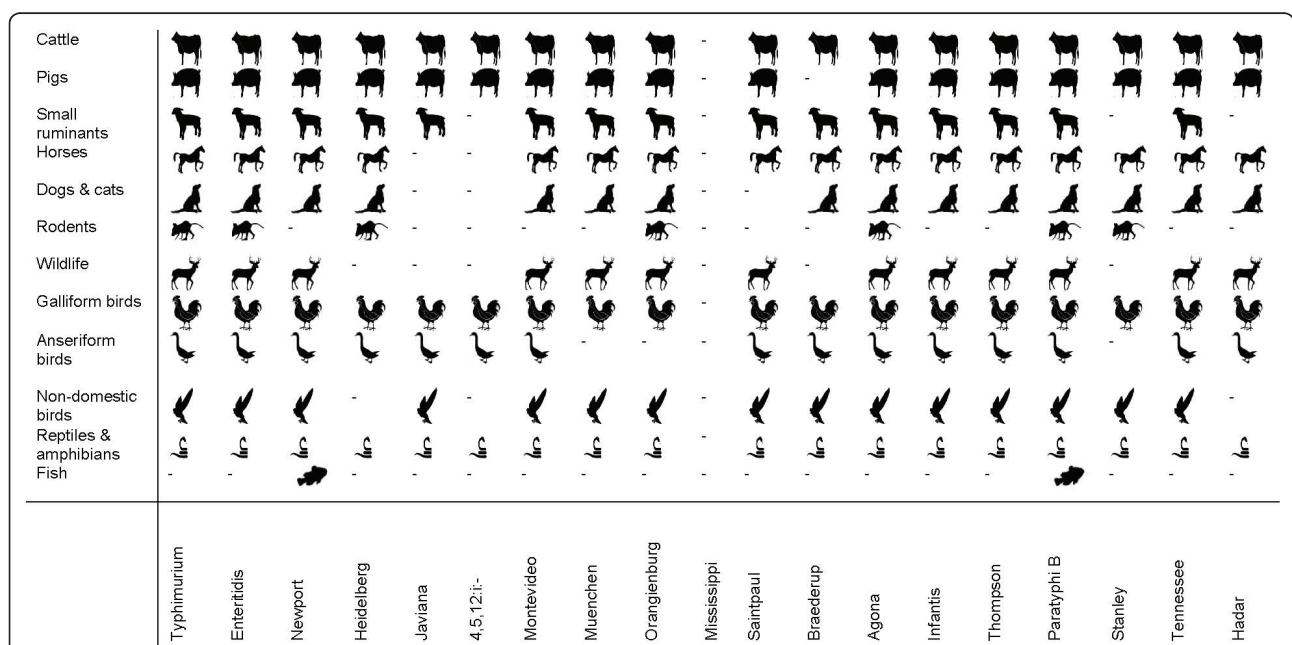 Cattle -
Pigs - -
Small - - - -
ruminants
Horses - - -
Dogs & cats - - - -
Rodents - - - - - - - - - - - -
Wildlife - - - - - -
Galliform birds -
Anseriform - - - -
birds
Non-domestic - - - -
birds
Reptiles & -
amphibians
Fish - - - - - - - - - - - - - - - - -
Typhimurium
Enteritidis
Newport
Heidelberg
Javiana
4,5,12:i:-
Montevideo
Muenchen
Orangienburg
Mississippi
Saintpaul
Braederup
Agona
Infantis
Thompson
Paratyphi B
Stanley
Tennessee
Hadar